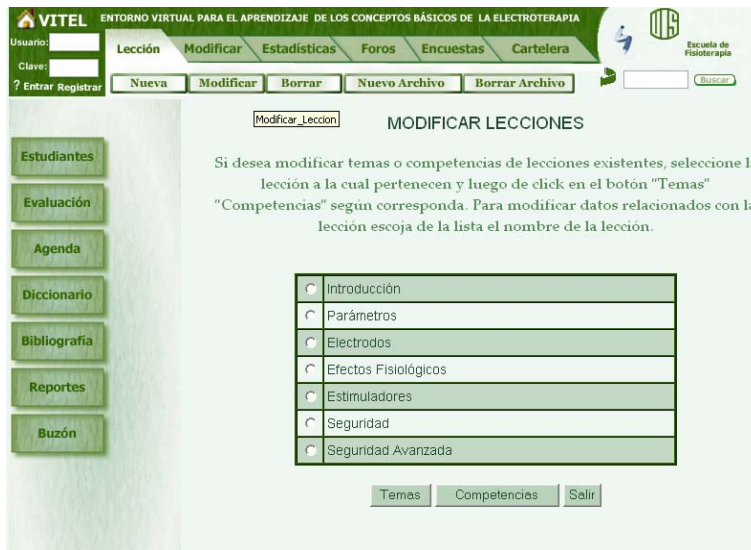 VITEL ENTORNO VIRTUAL PARA EL APRENDIZAJE DE LOS CONCEPTOS BÁSICOS DE LA ELECTROTERAPIA
Usuario:
Clave:
? Entrar Registrar
Lección Modificar Estadísticas Foros Encuestas Cartelera
Escuela de
Fisioterapia
Nueva Modificar Borrar Nuevo Archivo Borrar Archivo
Buscar
Modificar_Leccion
MODIFICAR LECCIONES
Estudiantes
Evaluación
Agenda
Diccionario
Bibliografía
Reportes
Buzón
Si desea modificar temas o competencias de lecciones existentes, seleccione l
lección a la cual pertenecen y luego de click en el botón "Temas"
"Competencias" según corresponda. Para modificar datos relacionados con la
lección escoja de la lista el nombre de la lección.
Introducción
Parámetros
Electrodos
Efectos Fisiológicos
Estimuladores
Seguridad
Seguridad Avanzada
Temas Competencias Salir